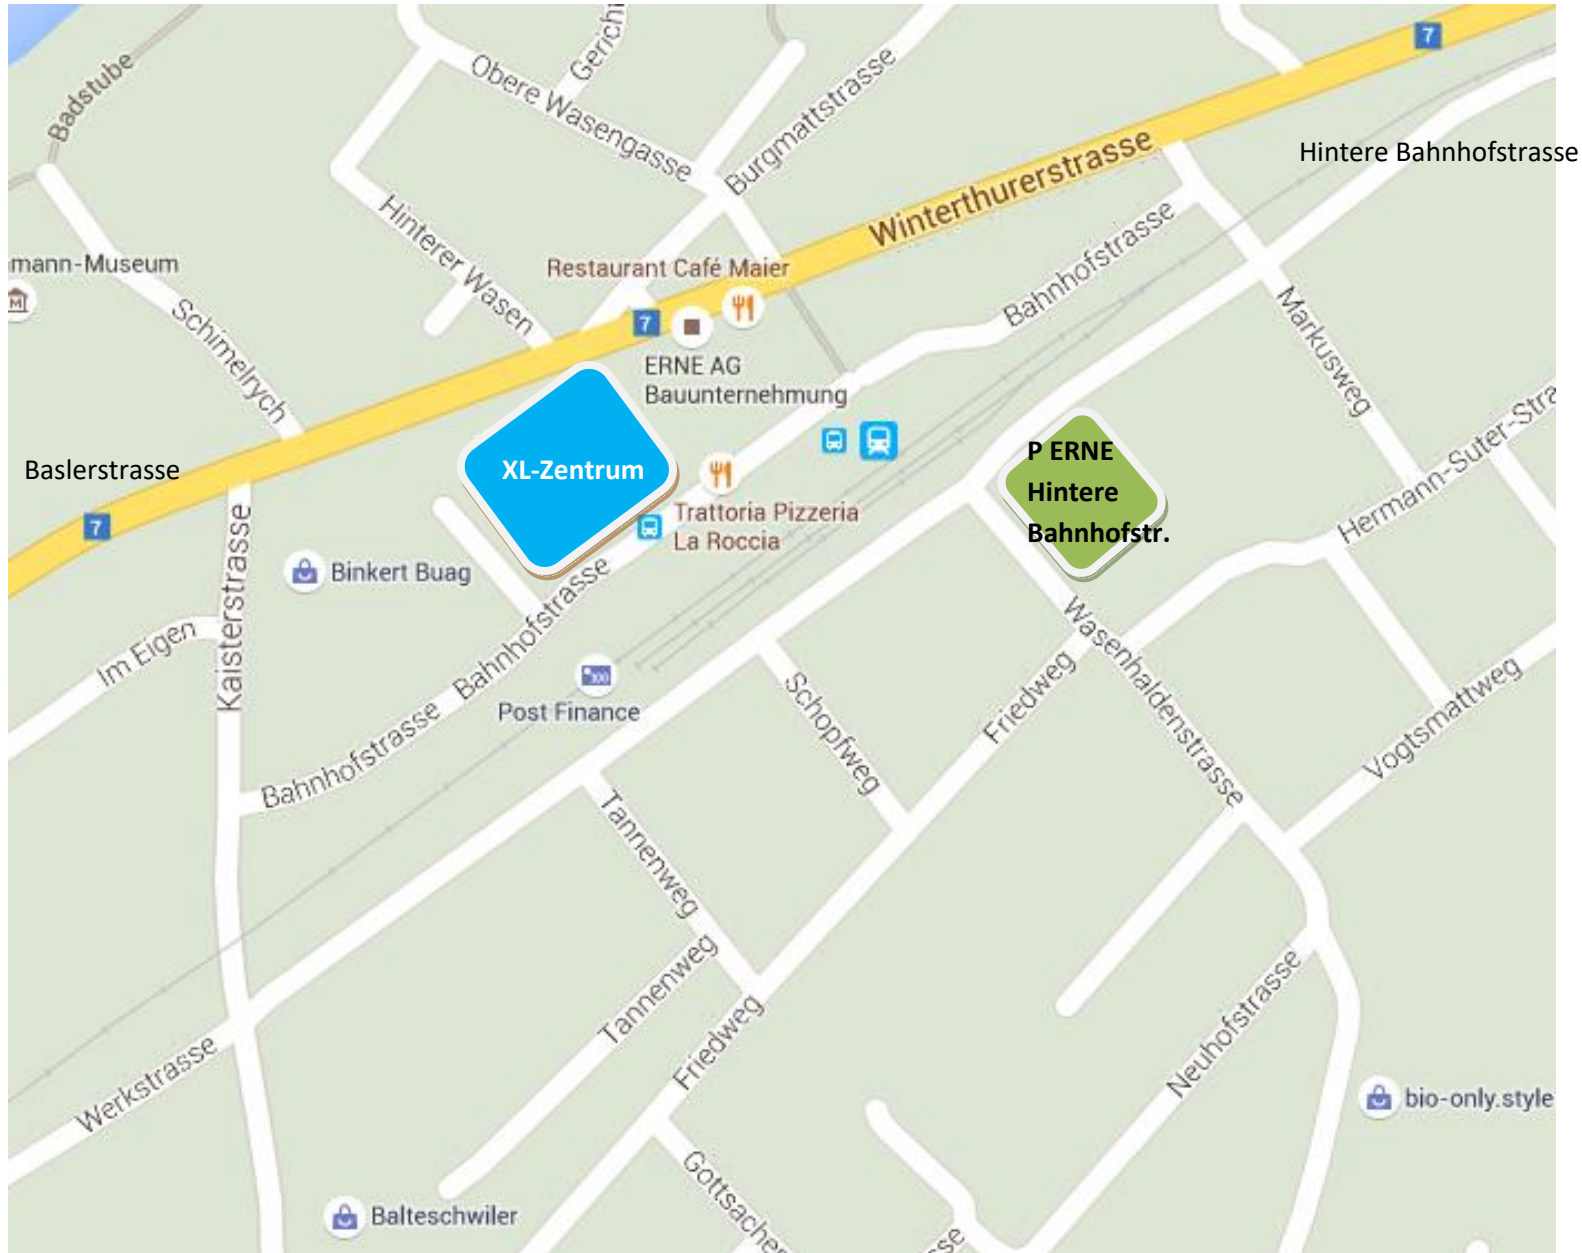 Badstube
Obere Wasengasse
Burgmattstrasse
7
Winterthurerstrasse
Hintere Bahnhofstrasse
Hinterer Wasen
mann-Museum
M
Schimelrych
Restaurant Café Maier
7
ERNE AG
Bauunternehmung
Bahnhofstrasse
Markusweg
Baslerstrasse
7
XL-Zentrum
P ERNE
Hintere
Bahnhofstr.
Hermann-Suter-Stra
Trattoria Pizzeria
La Roccia
Binkert Buag
Kaisterstrasse
Im Eigen
Bahnhofstrasse
Bahnhofstrasse
100
Post Finance
Schopfweg
Friedweg
Wasenhaldenstrasse
Vogtsmattweg
Tannenweg
Tannenweg
Friedweg
Neuhofstrasse
Werkstrasse
bio-only.style
Balteschwiler
Gottsacher
sse